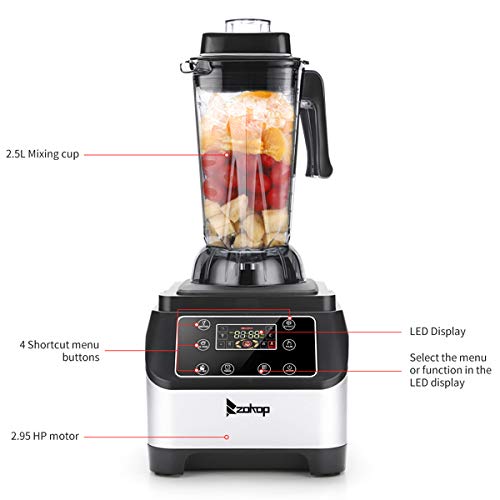 2.5L Mixing cup
LED Display
4 Shortcut menu
buttons
Select the menu
or function in the
LED display
zokop
2.95 HP motor